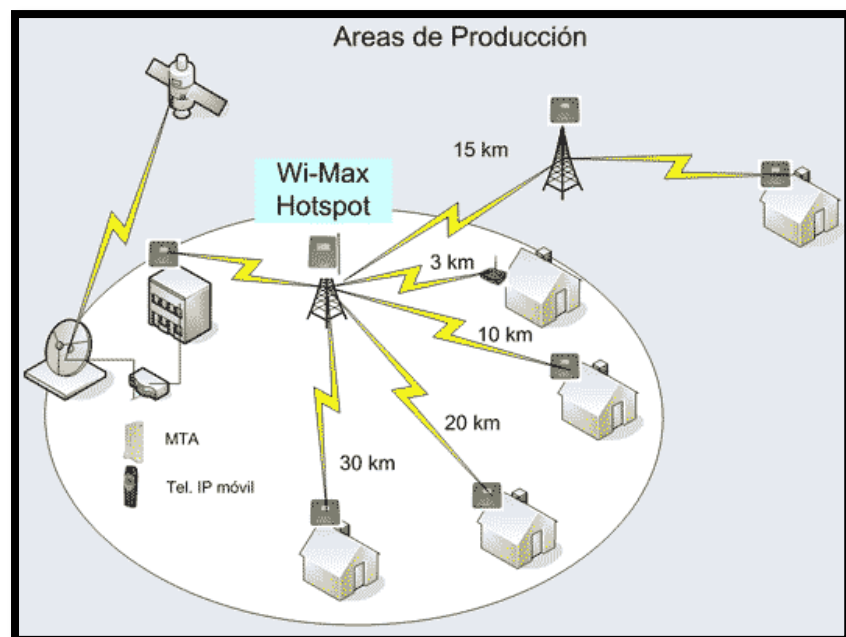 Areas de Producción
15 km
Wi-Max
Hotspot
3 km
10 km
20 km
30 km
MTA
Tel. IP móvil